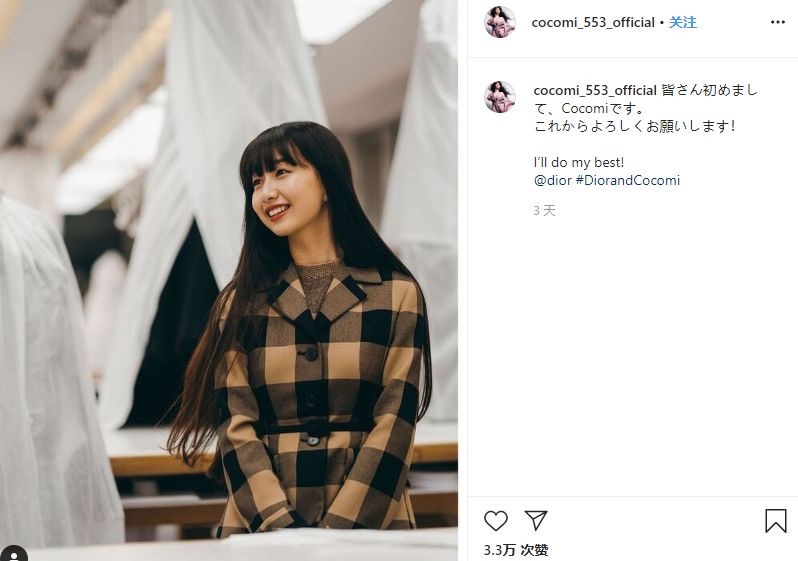 cocomi_553_official • 关注
cocomi_553_official 皆さん初めまし
て、Cocomiです。
これからよろしくお願いします！
I'll do my best!
@dior #DiorandCocomi
3 天
3.3万 次赞